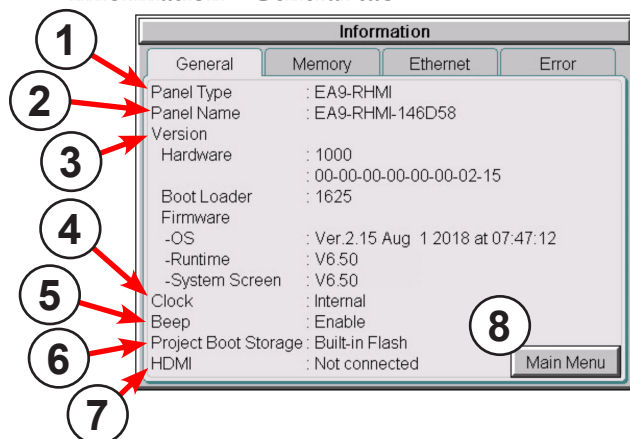 Information
General Memory Ethernet Error
1 Panel Type : EA9-RHMI
2 Panel Name : EA9-RHMI-146D58
3 Version
Hardware : 1000
: 00-00-00-00-00-00-02-15
Boot Loader : 1625
Firmware
-OS : Ver.2.15 Aug 1 2018 at 07:47:12
-Runtime : V6.50
-System Screen : V6.50
4 Clock : Internal
5 Beep : Enable
6 Project Boot Storage : Built-in Flash
7 HDMI : Not connected
8 Main Menu